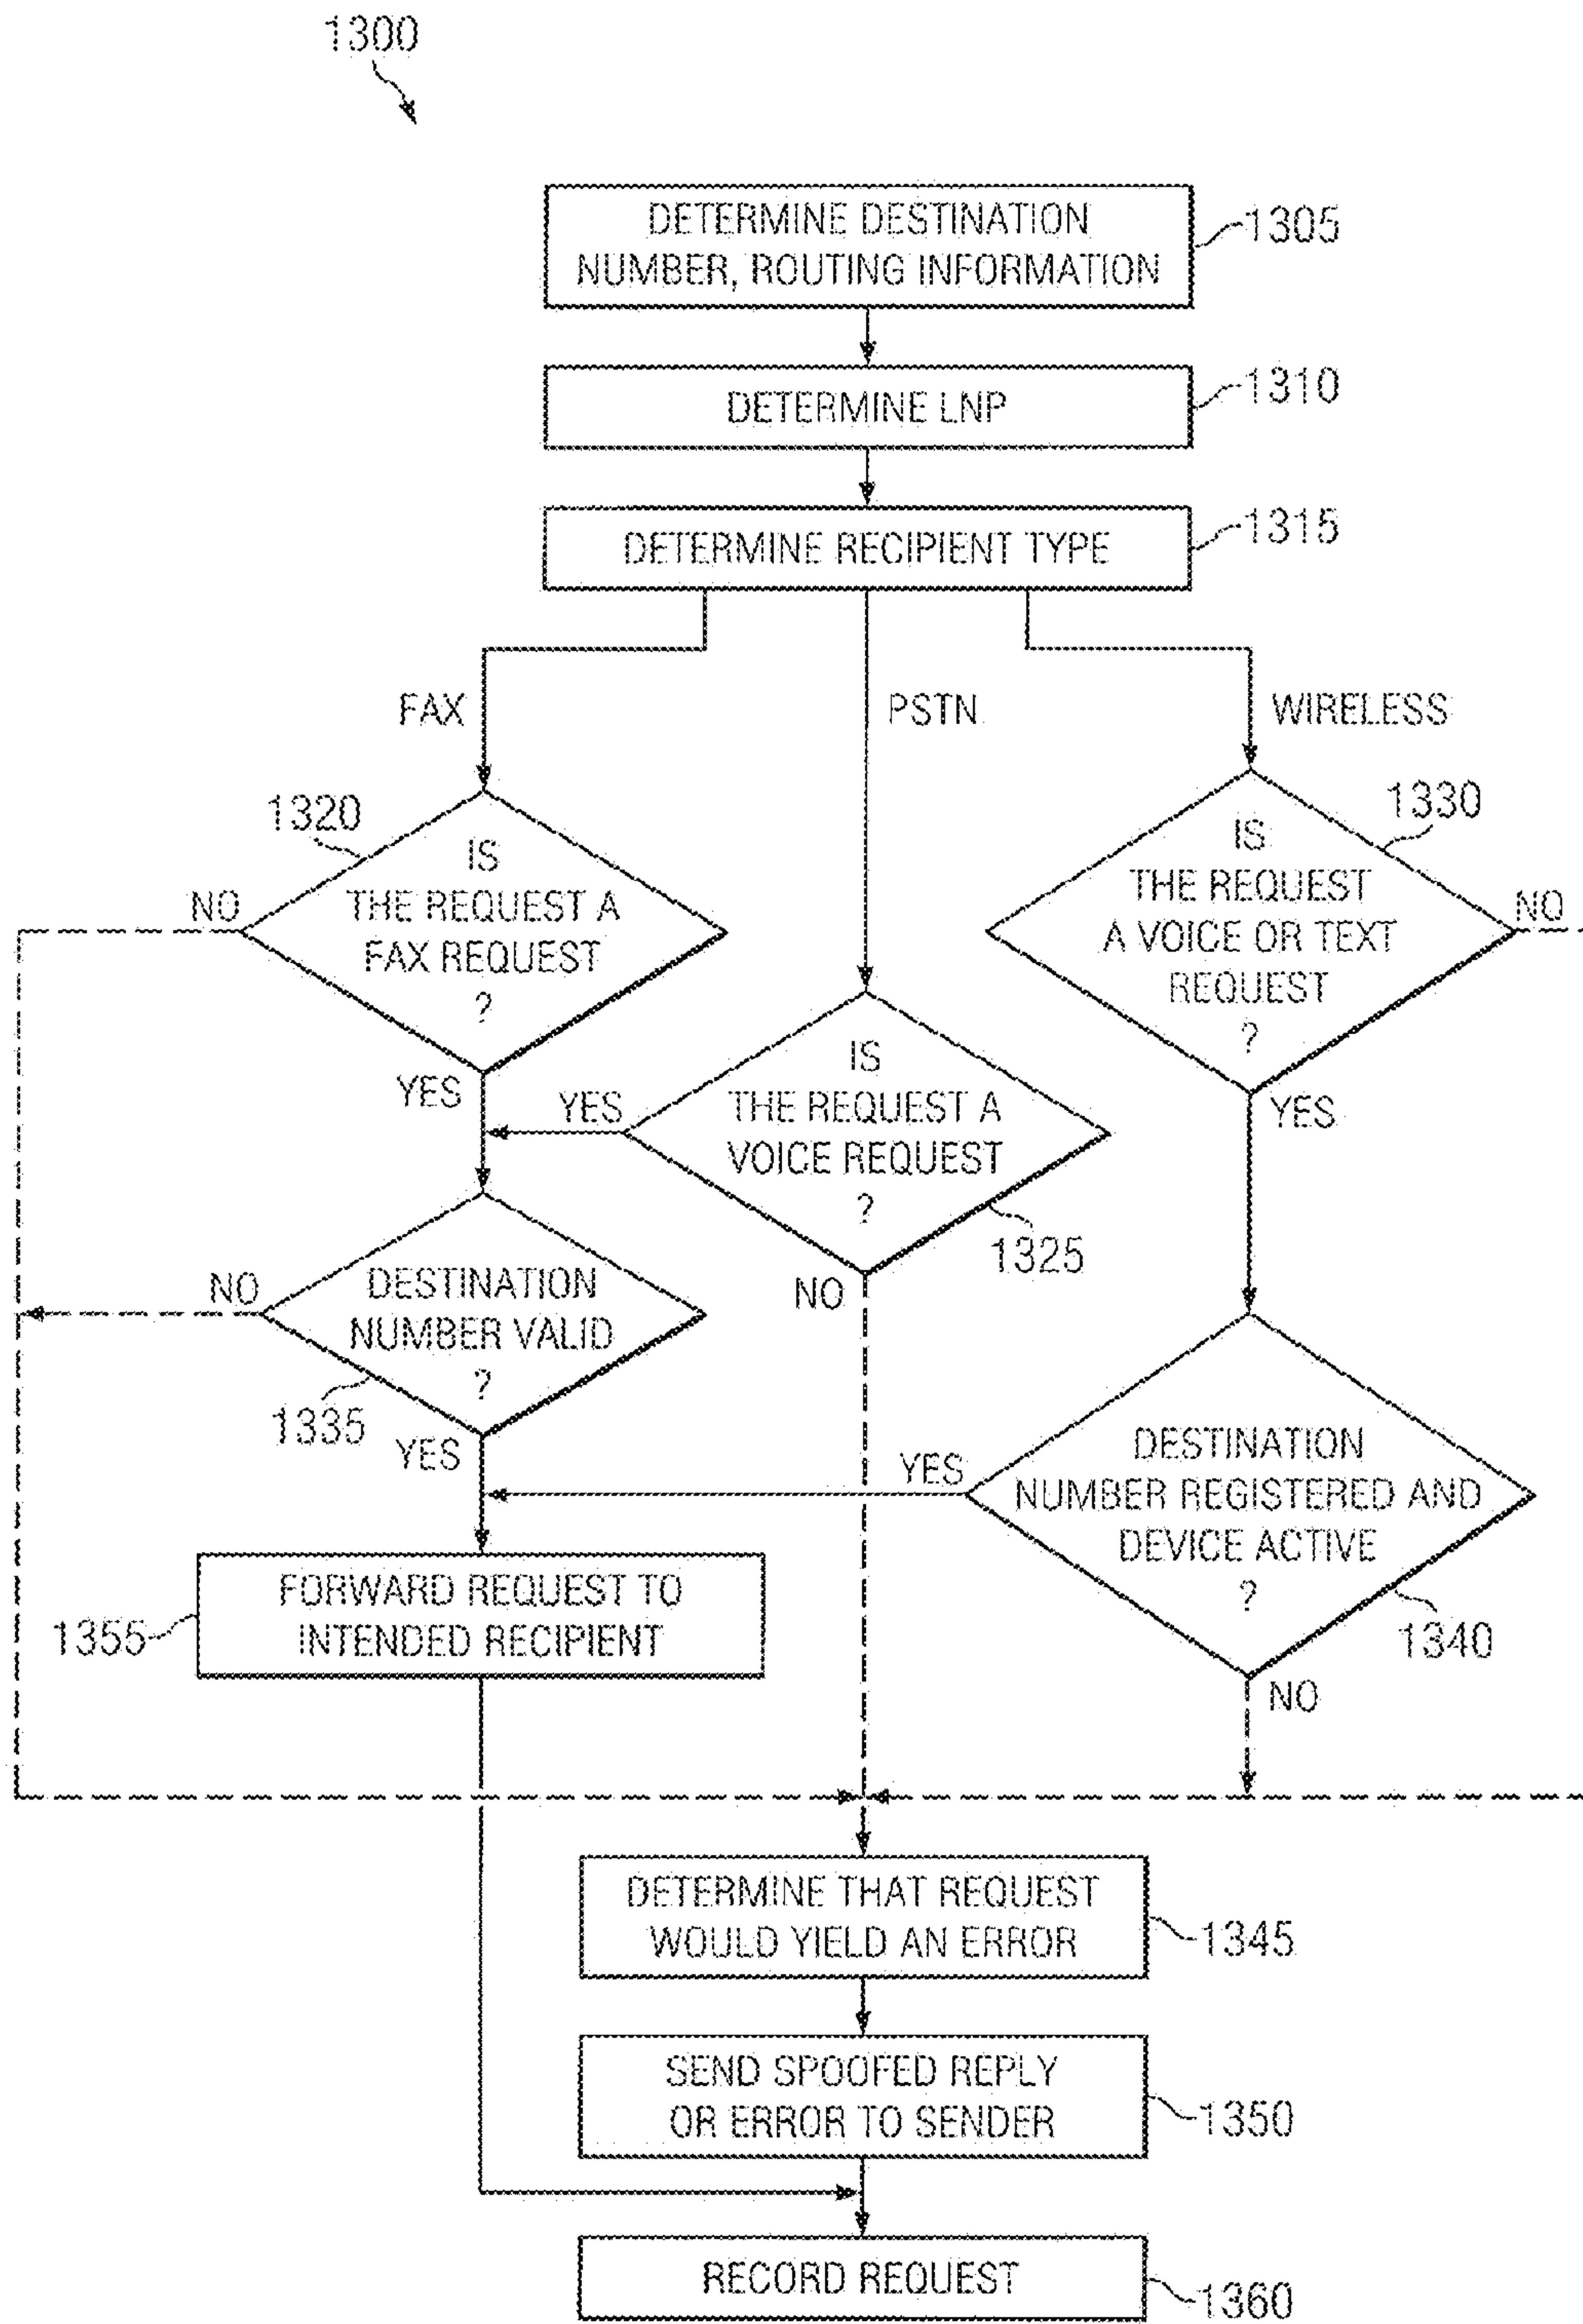 1300
DETERMINE DESTINATION
NUMBER, ROUTING INFORMATION
1305
DETERMINE LNP
1310
DETERMINE RECIPIENT TYPE
1315
FAX
PSTN
WIRELESS
1320
IS
THE REQUEST A
FAX REQUEST
?
NO
YES
1330
IS
THE REQUEST
A VOICE OR TEXT
REQUEST
?
NO
YES
IS
THE REQUEST A
VOICE REQUEST
?
YES
1325
NO
DESTINATION
NUMBER VALID
?
NO
1335
YES
DESTINATION
NUMBER REGISTERED AND
DEVICE ACTIVE
?
YES
1340
NO
FORWARD REQUEST TO
INTENDED RECIPIENT
1355
DETERMINE THAT REQUEST
WOULD YIELD AN ERROR
1345
SEND SPOOFED REPLY
OR ERROR TO SENDER
1350
RECORD REQUEST
1360